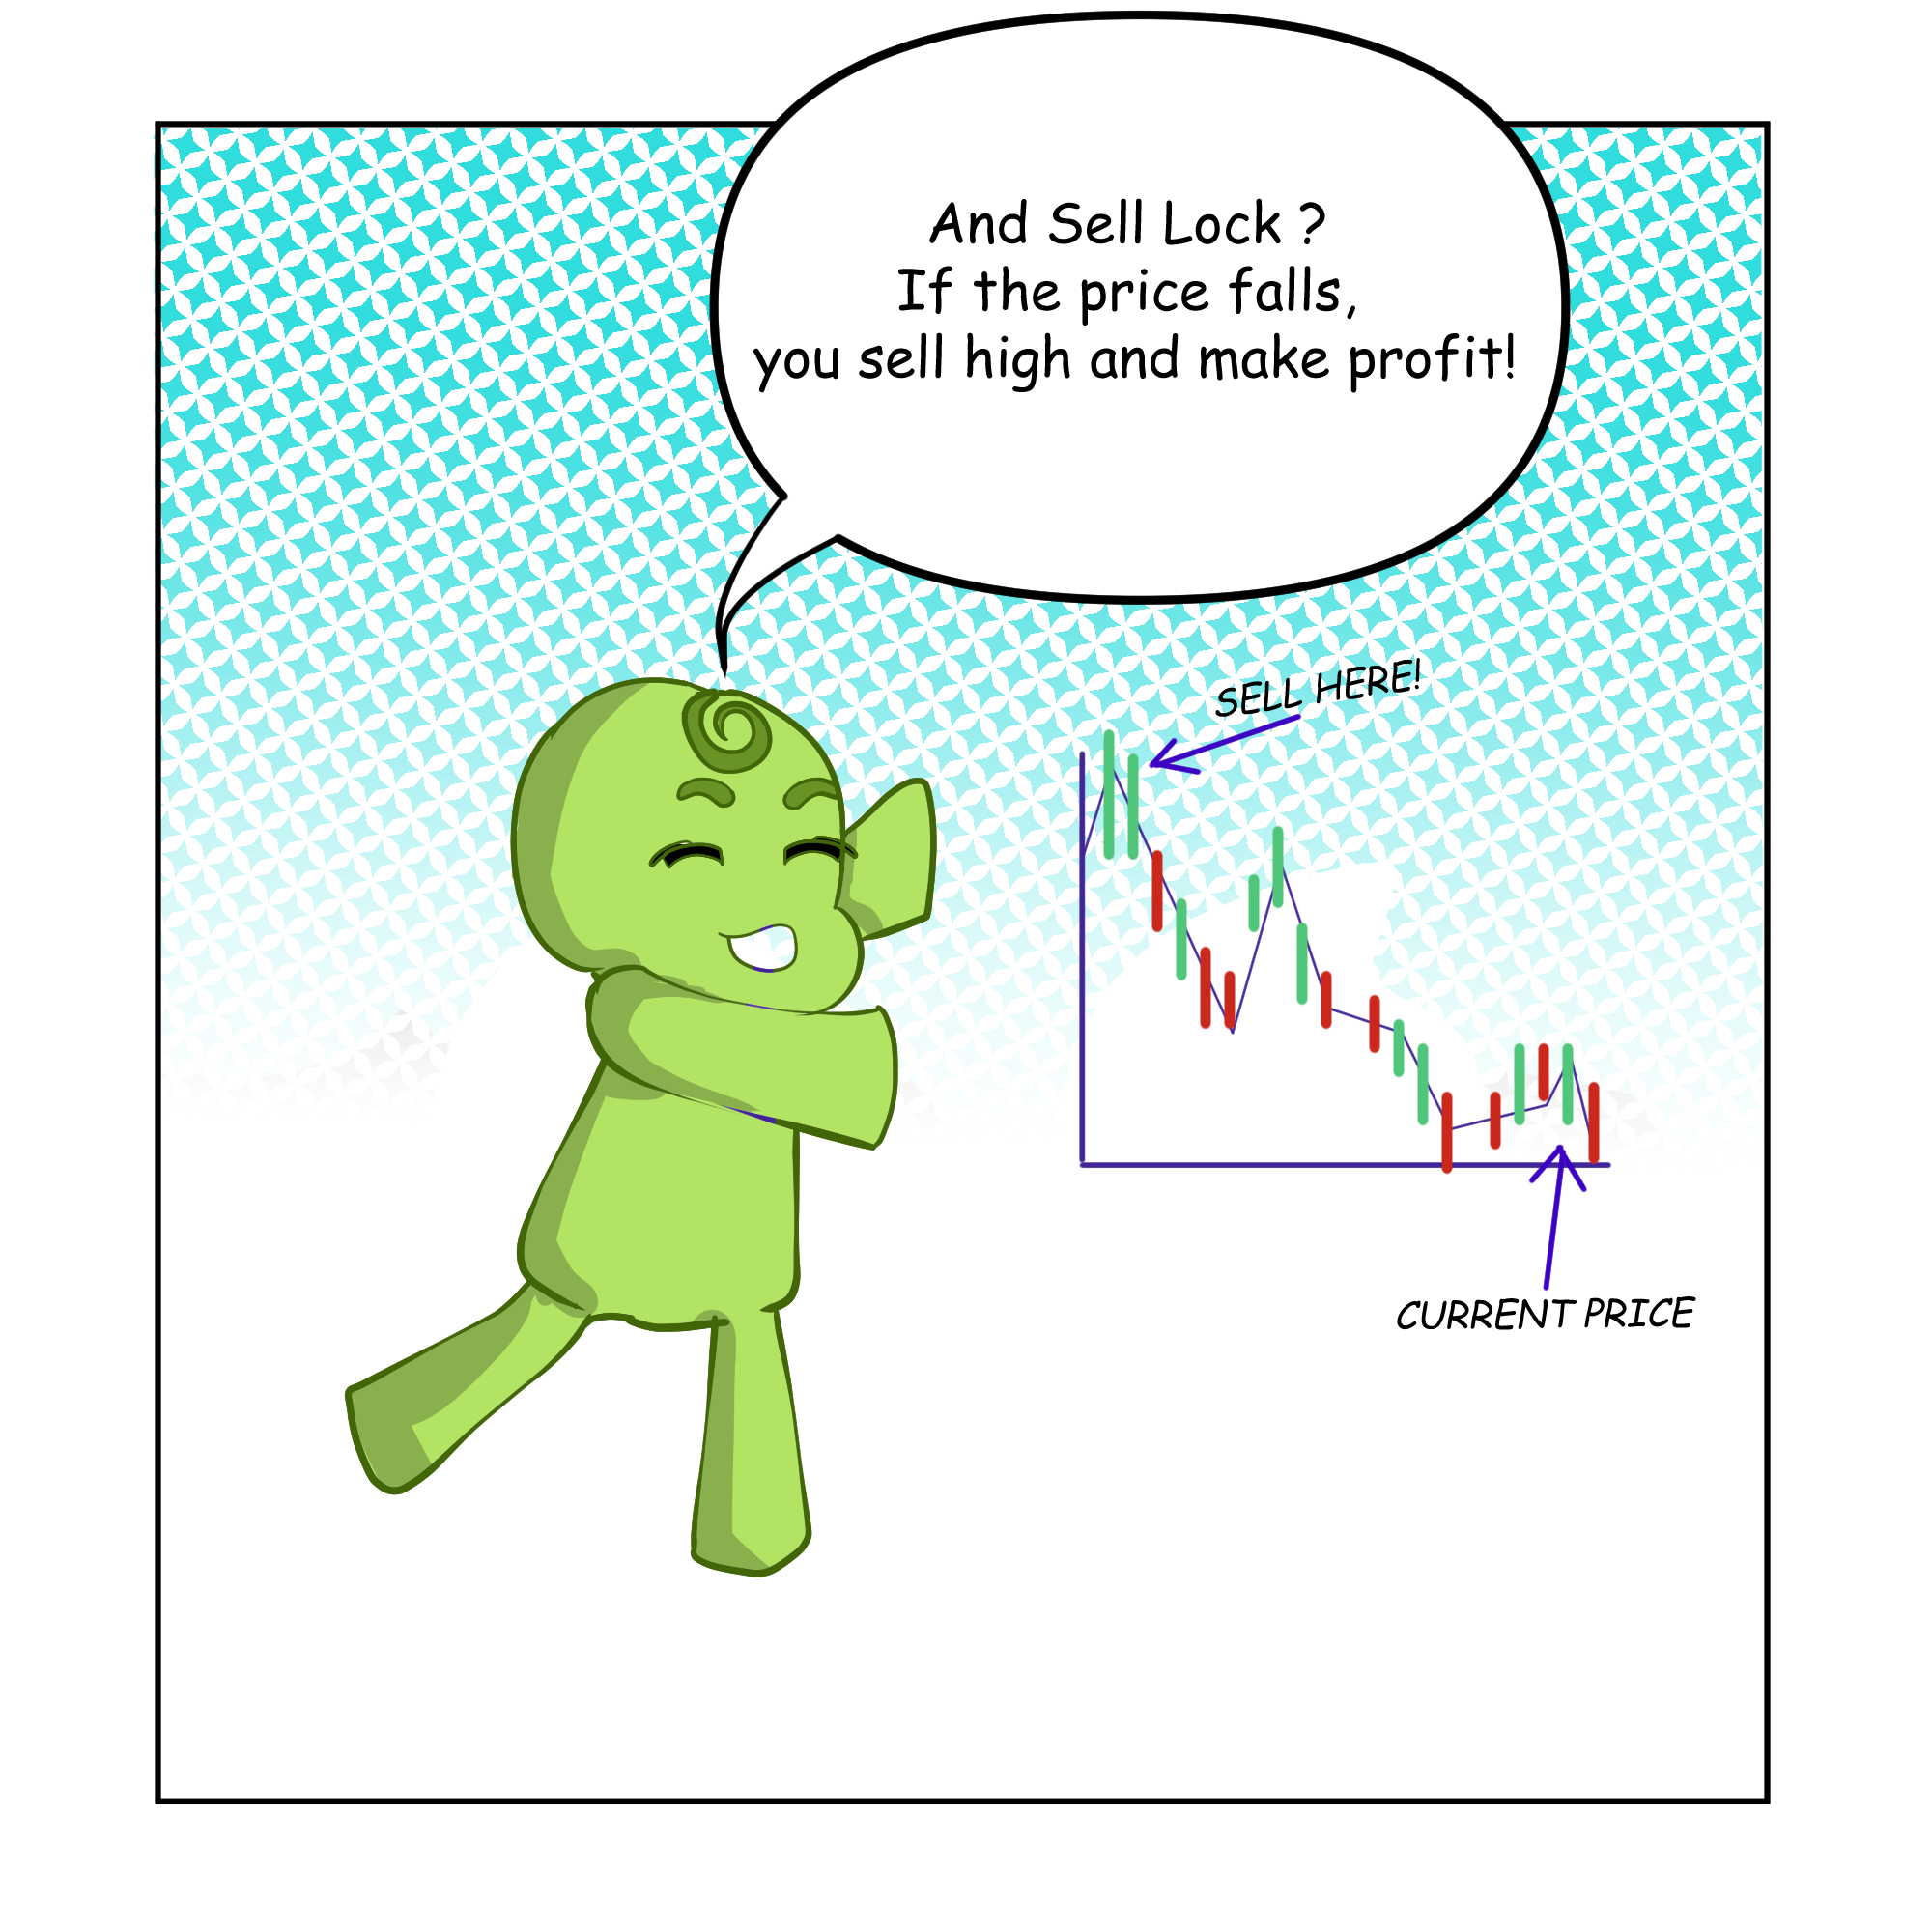 And Sell Lock ?
If the price falls,
you sell high and make profit!
SELL HERE!
CURRENT PRICE